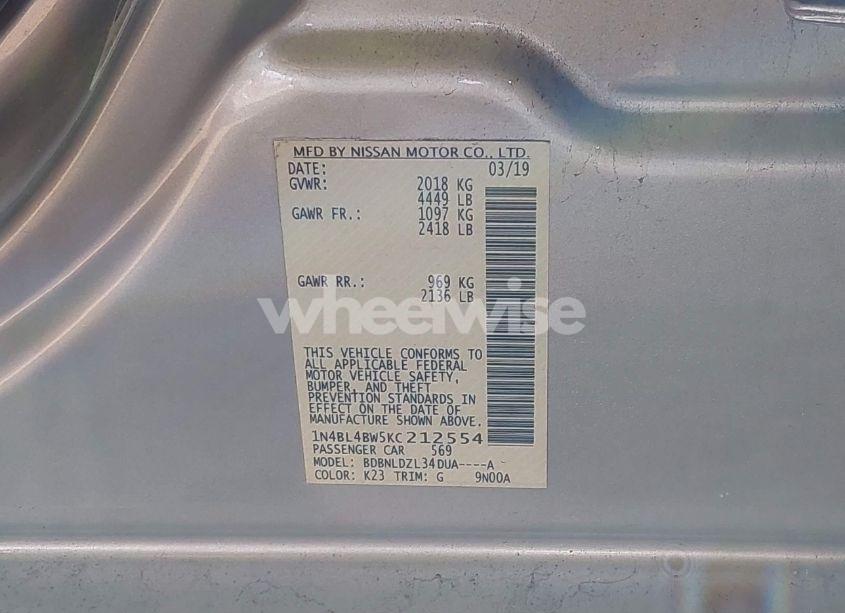 MFD BY NISSAN MOTOR CO., LTD.
DATE: 03/19
GVWR: 2018 KG
4449 LB
GAWR FR.: 1097 KG
2418 LB
GAWR RR.: 969 KG
2136 LB
wheelwise
THIS VEHICLE CONFORMS TO
ALL APPLICABLE FEDERAL
MOTOR VEHICLE SAFETY,
BUMPER, AND THEFT
PREVENTION STANDARDS IN
EFFECT ON THE DATE OF
MANUFACTURE SHOWN ABOVE.
1N4BL4BW5KC212554
PASSENGER CAR 569
MODEL: BDBNLDZL34DUA----A
COLOR: K23 TRIM: G 9N00A